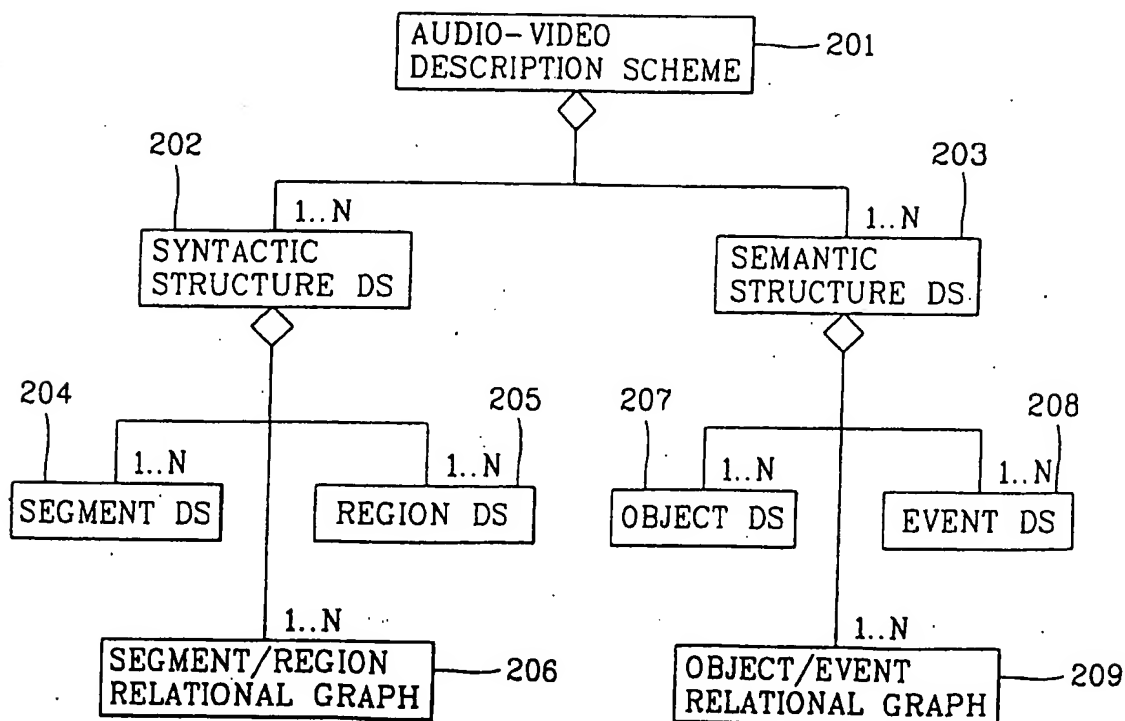 AUDIO-VIDEO
DESCRIPTION SCHEME
201
202
203
1..N
1..N
SYNTACTIC
STRUCTURE DS
SEMANTIC
STRUCTURE DS
204
205
207
208
1..N
1..N
1..N
1..N
SEGMENT DS
REGION DS
OBJECT DS
EVENT DS
1..N
1..N
SEGMENT/REGION
RELATIONAL GRAPH
206
OBJECT/EVENT
RELATIONAL GRAPH
209